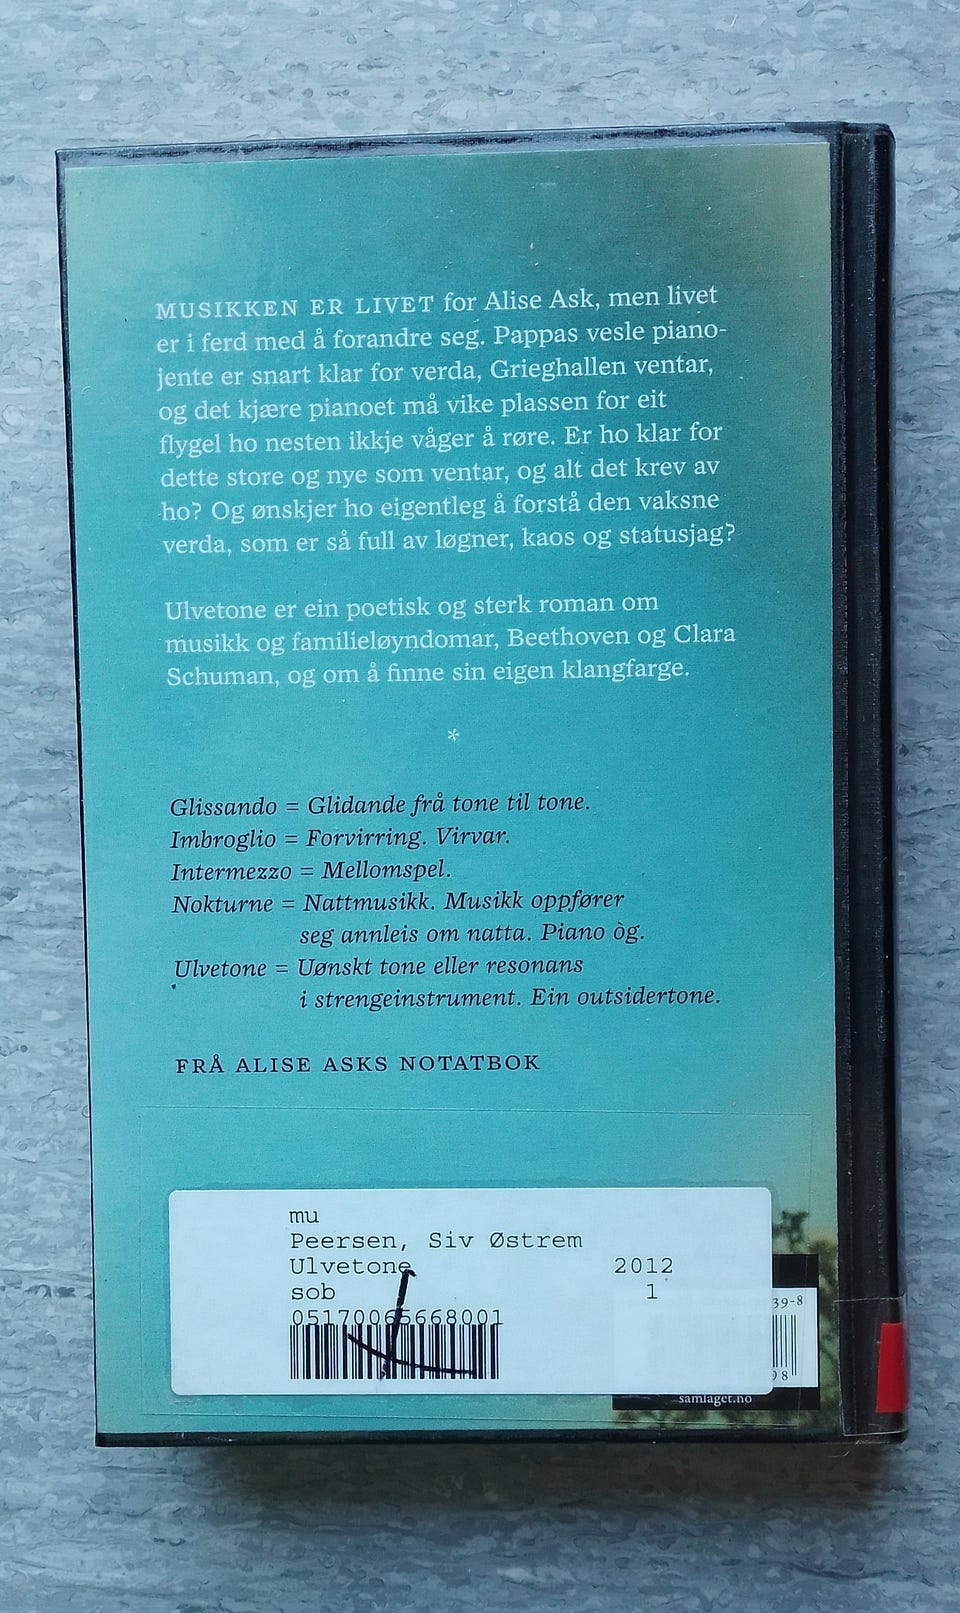 MUSIKKEN ER LIVET for Alise Ask, men livet
er i ferd med å forandre seg. Pappas vesle piano-
jente er snart klar for verda, Grieghallen ventar,
og det kjære pianoet må vike plassen for eit
flygel ho nesten ikkje våger å røre. Er ho klar for
dette store og nye som ventar, og alt det krev av
ho? Og ønskjer ho eigentleg å forstå den vaksne
verda, som er så full av løgner, kaos og statusjag?
Ulvetone er ein poetisk og sterk roman om
musikk og familieløyndomar, Beethoven og Clara
Schuman, og om å finne sin eigen klangfarge.
*
Glissando = Glidande frå tone til tone.
Imbroglio = Forvirring. Virvar.
Intermezzo = Mellomspel.
Nokturne = Nattmusikk. Musikk oppfører
seg annleis om natta. Piano òg.
Ulvetone = Uønskt tone eller resonans
i strengeinstrument. Ein outsidertone.
FRÅ ALISE ASKS NOTATBOK
mu
Peersen, Siv Østrem
Ulvetone 2012
sob 1
05170065668001
39-8
98
samlaget.no